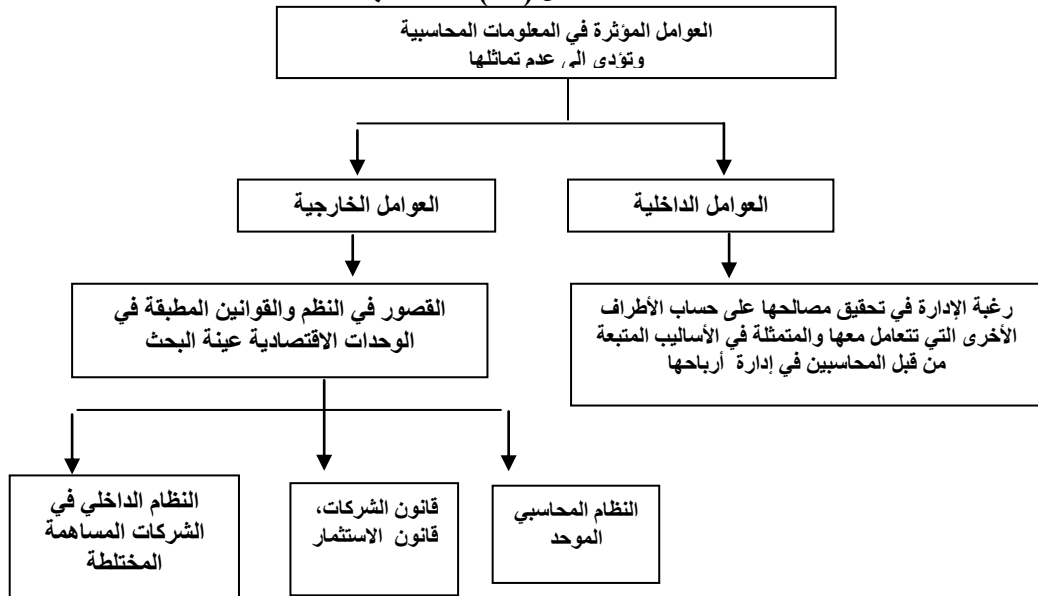 العوامل المؤثرة في المعلومات المحاسبية
وتؤدي الى عدم تماثلها
العوامل الداخلية
العوامل الخارجية
رغبة الإدارة في تحقيق مصالحها على حساب الأطراف
الأخرى التي تتعامل معها والمتمثلة في الأساليب المتبعة
من قبل المحاسبين في إدارة أرباحها
القصور في النظم والقوانين المطبقة في
الوحدات الاقتصادية عينة البحث
النظام المحاسبي
الموحد
قانون الشركات،
قانون الاستثمار
النظام الداخلي في
الشركات المساهمة
المختلطة